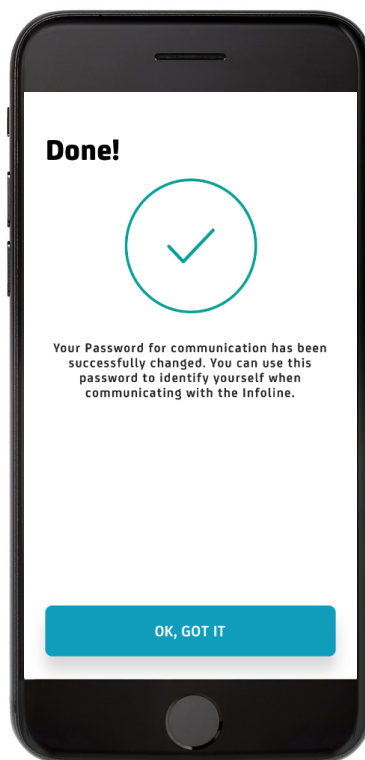 Done!
Your Password for communication has been
successfully changed. You can use this
password to identify yourself when
communicating with the Infoline.
OK, GOT IT